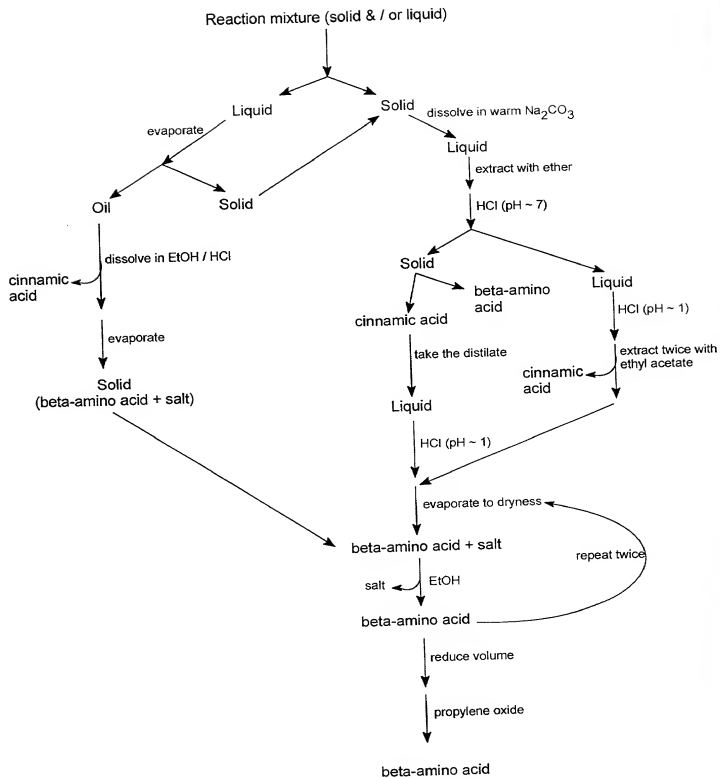 Reaction mixture (solid & / or liquid)
Liquid
Solid
dissolve in warm Na2CO3
evaporate
Liquid
extract with ether
Oil
Solid
HCl (pH ~ 7)
dissolve in EtOH / HCl
cinnamic
acid
Solid
beta-amino
acid
Liquid
HCl (pH ~ 1)
cinnamic acid
evaporate
take the distilate
extract twice with
ethyl acetate
cinnamic
acid
Solid
(beta-amino acid + salt)
Liquid
HCl (pH ~ 1)
evaporate to dryness
beta-amino acid + salt
repeat twice
salt
EtOH
beta-amino acid
reduce volume
propylene oxide
beta-amino acid